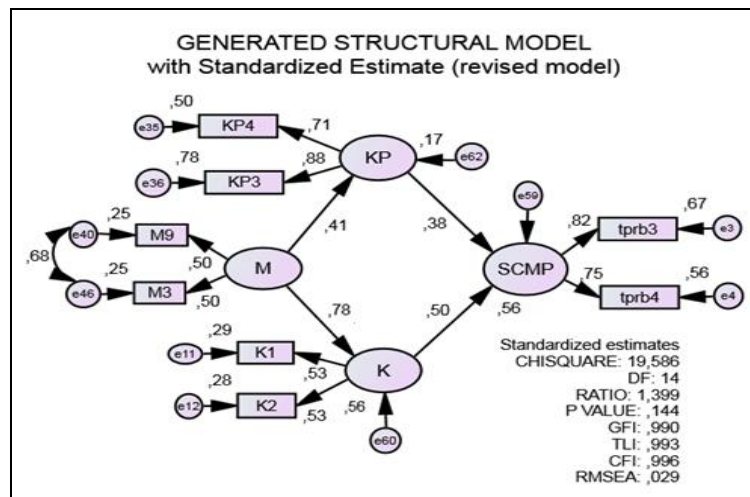 GENERATED STRUCTURAL MODEL
with Standardized Estimate (revised model)
,50
e35
KP4
,71
KP
,17
e62
,78
e36
KP3
,88
e59
,41
,38
,82
tprb3
,67
e3
,68
e40
,25
M9
,50
M
SCMP
e46
,25
M3
,50
,75
tprb4
,56
e4
,78
,50
,56
,29
e11
K1
,53
K
,28
e12
K2
,53
,56
e60
Standardized estimates
CHISQUARE: 19,586
DF: 14
RATIO: 1,399
P VALUE: ,144
GFI: ,990
TLI: ,993
CFI: ,996
RMSEA: ,029